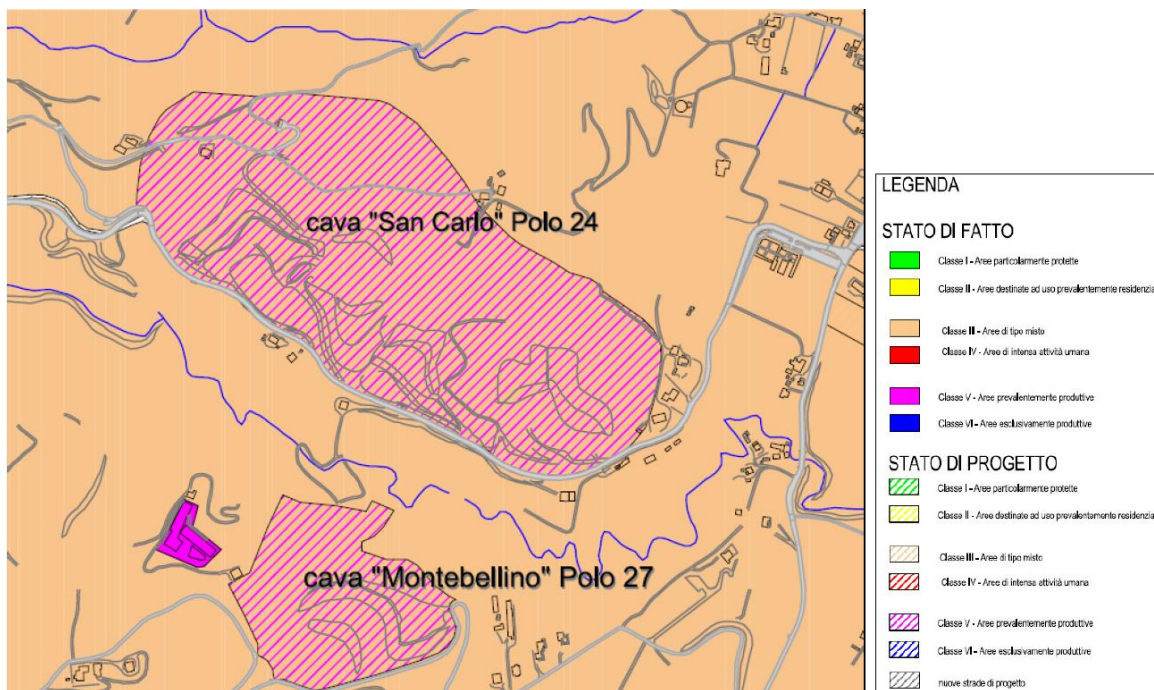 cava "San Carlo" Polo 24
cava "Montebellino" Polo 27
LEGENDA
STATO DI FATTO
Classe I - Aree particolarmente protette
Classe II - Aree destinate ad uso prevalentemente residenzia
Classe III - Aree di tipo misto
Classe IV - Aree di intensa attività umana
Classe V - Aree prevalentemente produttive
Classe VI - Aree esclusivamente produttive
STATO DI PROGETTO
Classe I - Aree particolarmente protette
Classe II - Aree destinate ad uso prevalentemente residenzia
Classe III - Aree di tipo misto
Classe IV - Aree di intensa attività umana
Classe V - Aree prevalentemente produttive
Classe VI - Aree esclusivamente produttive
nuove strade di progetto